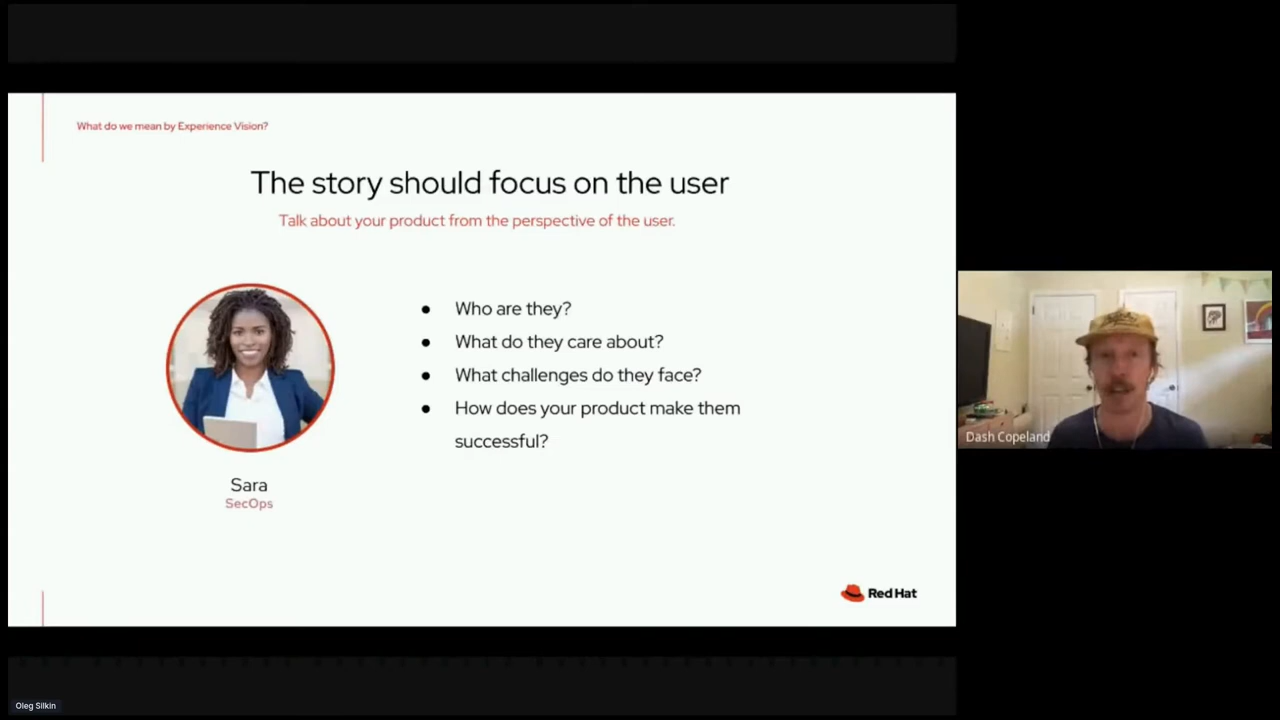 What do we mean by Experience Vision?
The story should focus on the user
Talk about your product from the perspective of the user.
● Who are they?
● What do they care about?
● What challenges do they face?
● How does your product make them
successful?
Sara
SecOps
Red Hat
Dash Copeland
Oleg Silkin